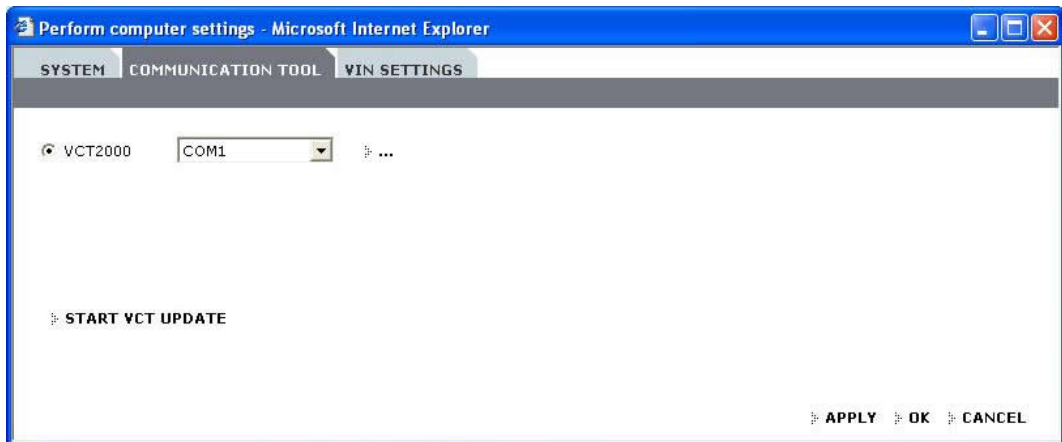 Perform computer settings - Microsoft Internet Explorer
SYSTEM COMMUNICATION TOOL VIN SETTINGS
VCT2000 COM1 ...
START VCT UPDATE
APPLY OK CANCEL